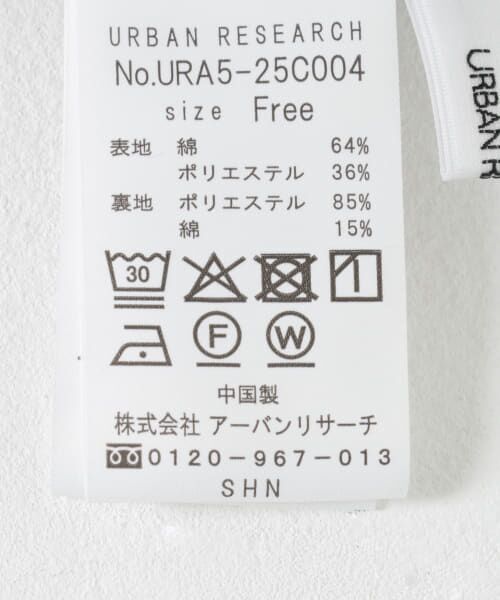 URBAN RESEARCH
No.URA5-25C004
size Free
表地 綿 64%
ポリエステル 36%
裏地 ポリエステル 85%
綿 15%
30
F W
中国製
株式会社 アーバンリサーチ
0120-967-013
SHN
URBAN R